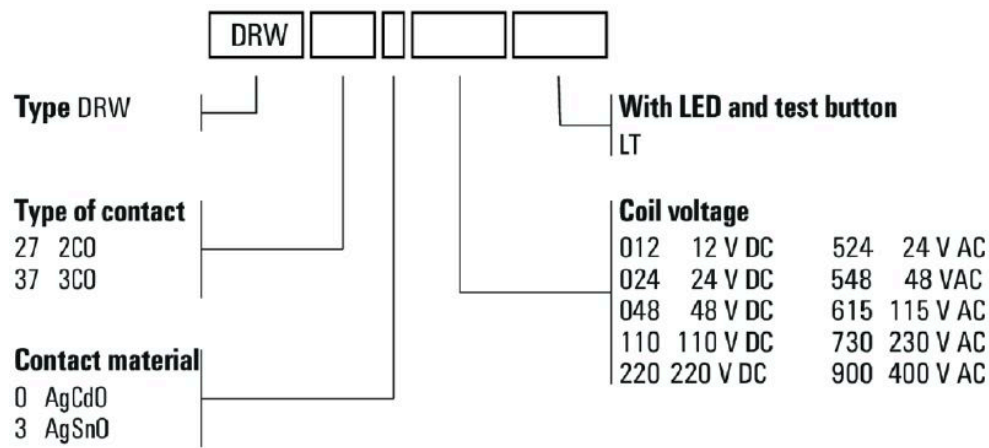 DRW
Type DRW
With LED and test button
LT
Type of contact
27 2CO
37 3CO
Coil voltage
012 12 V DC 524 24 V AC
024 24 V DC 548 48 VAC
048 48 V DC 615 115 V AC
110 110 V DC 730 230 V AC
220 220 V DC 900 400 V AC
Contact material
0 AgCdO
3 AgSnO